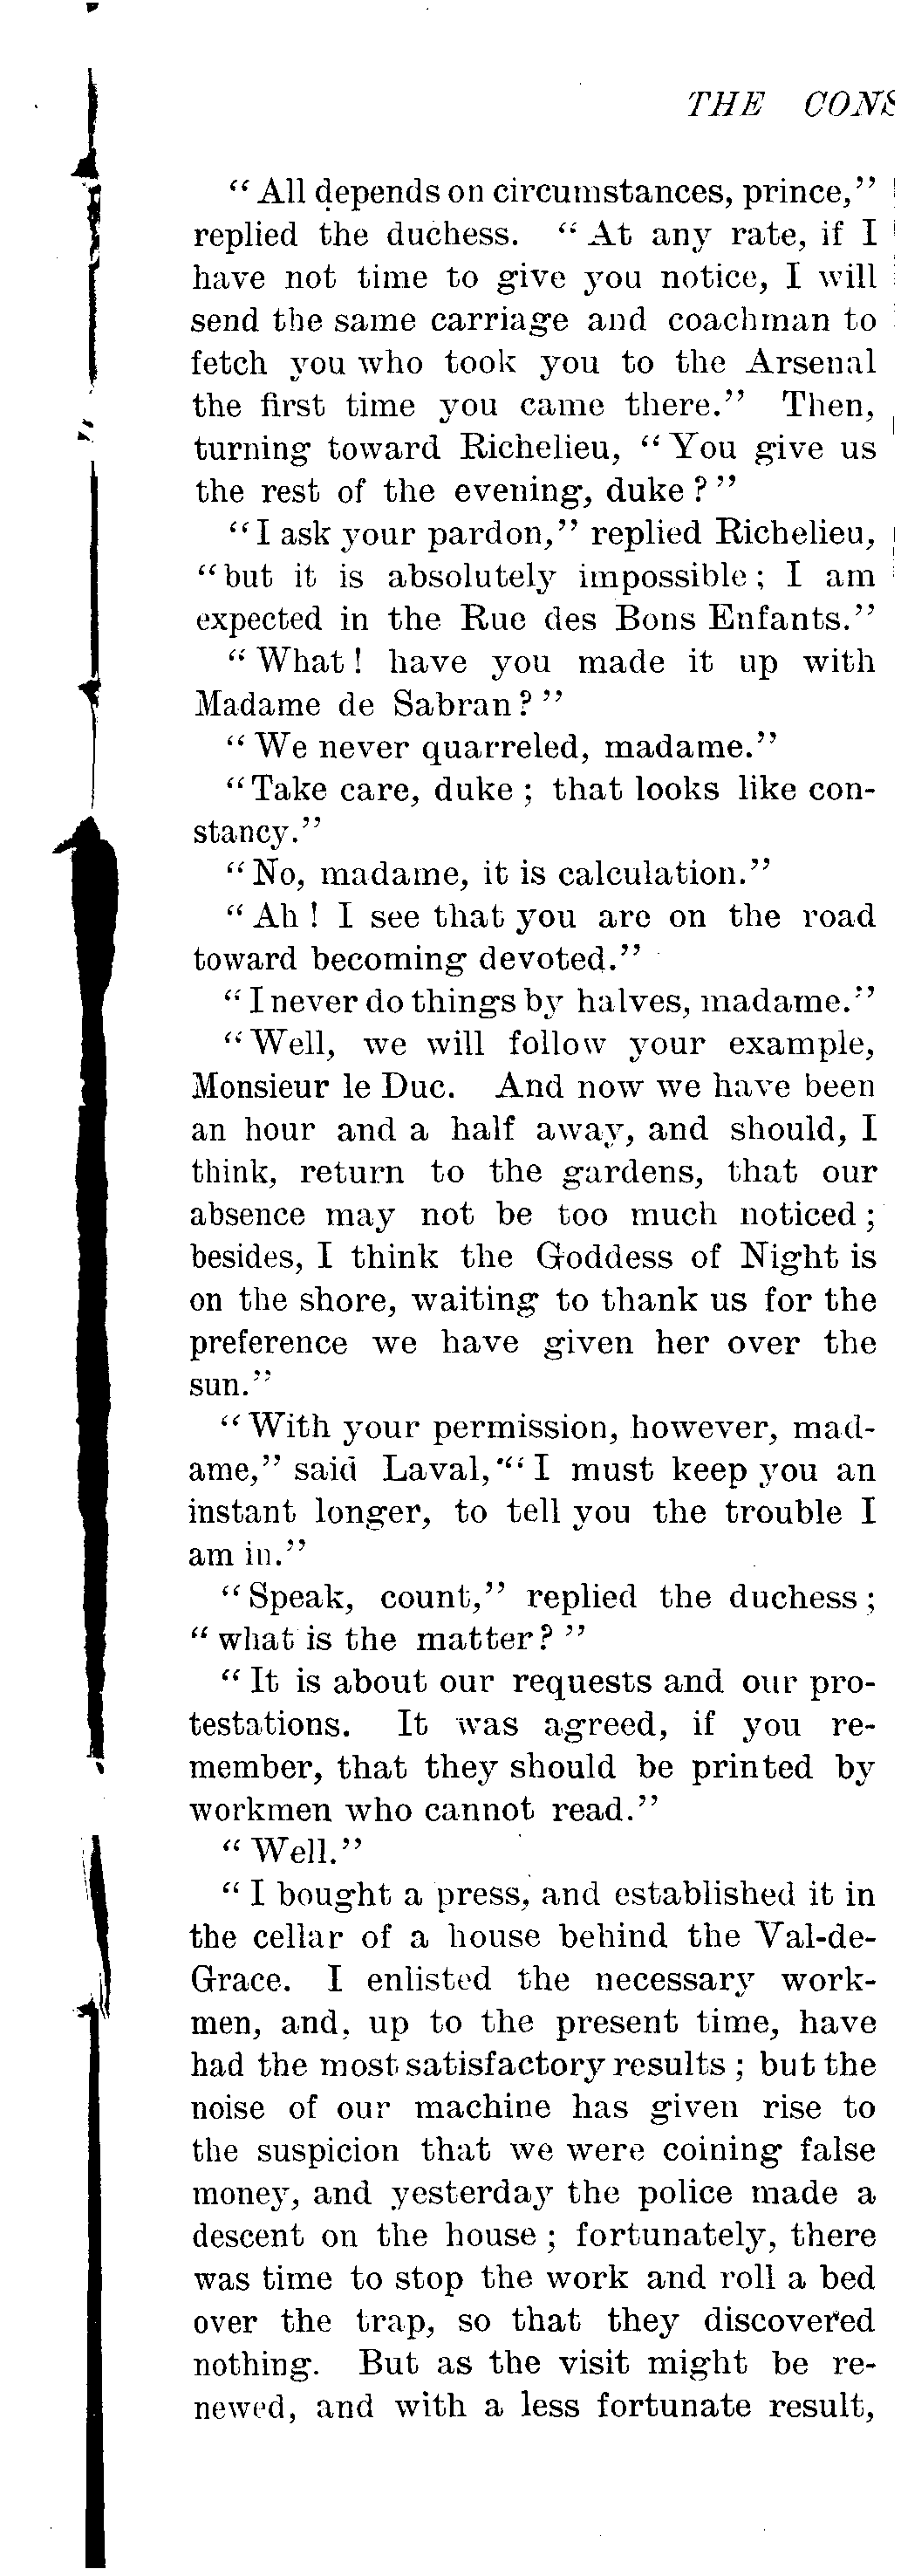 THE CONS
“All depends on circumstances, prince,”
replied the duchess. “At any rate, if I
have not time to give you notice, I will
send the same carriage and coachman to
fetch you who took you to the Arsenal
the first time you came there.” Then,
turning toward Richelieu, “You give us
the rest of the evening, duke?”
“I ask your pardon,” replied Richelieu,
“but it is absolutely impossible; I am
expected in the Rue des Bons Enfants.”
“What! have you made it up with
Madame de Sabran?”
“We never quarreled, madame.”
“Take care, duke; that looks like con-
stancy.”
“No, madame, it is calculation.”
“Ah! I see that you are on the road
toward becoming devoted.”
“I never do things by halves, madame.”
“Well, we will follow your example,
Monsieur le Duc. And now we have been
an hour and a half away, and should, I
think, return to the gardens, that our
absence may not be too much noticed;
besides, I think the Goddess of Night is
on the shore, waiting to thank us for the
preference we have given her over the
sun.”
“With your permission, however, mad-
ame,” said Laval, “I must keep you an
instant longer, to tell you the trouble I
am in.”
“Speak, count,” replied the duchess;
“what is the matter?”
“It is about our requests and our pro-
testations. It was agreed, if you re-
member, that they should be printed by
workmen who cannot read.”
“Well.”
“I bought a press, and established it in
the cellar of a house behind the Val-de-
Grace. I enlisted the necessary work-
men, and, up to the present time, have
had the most satisfactory results; but the
noise of our machine has given rise to
the suspicion that we were coining false
money, and yesterday the police made a
descent on the house; fortunately, there
was time to stop the work and roll a bed
over the trap, so that they discovered
nothing. But as the visit might be re-
newed, and with a less fortunate result,